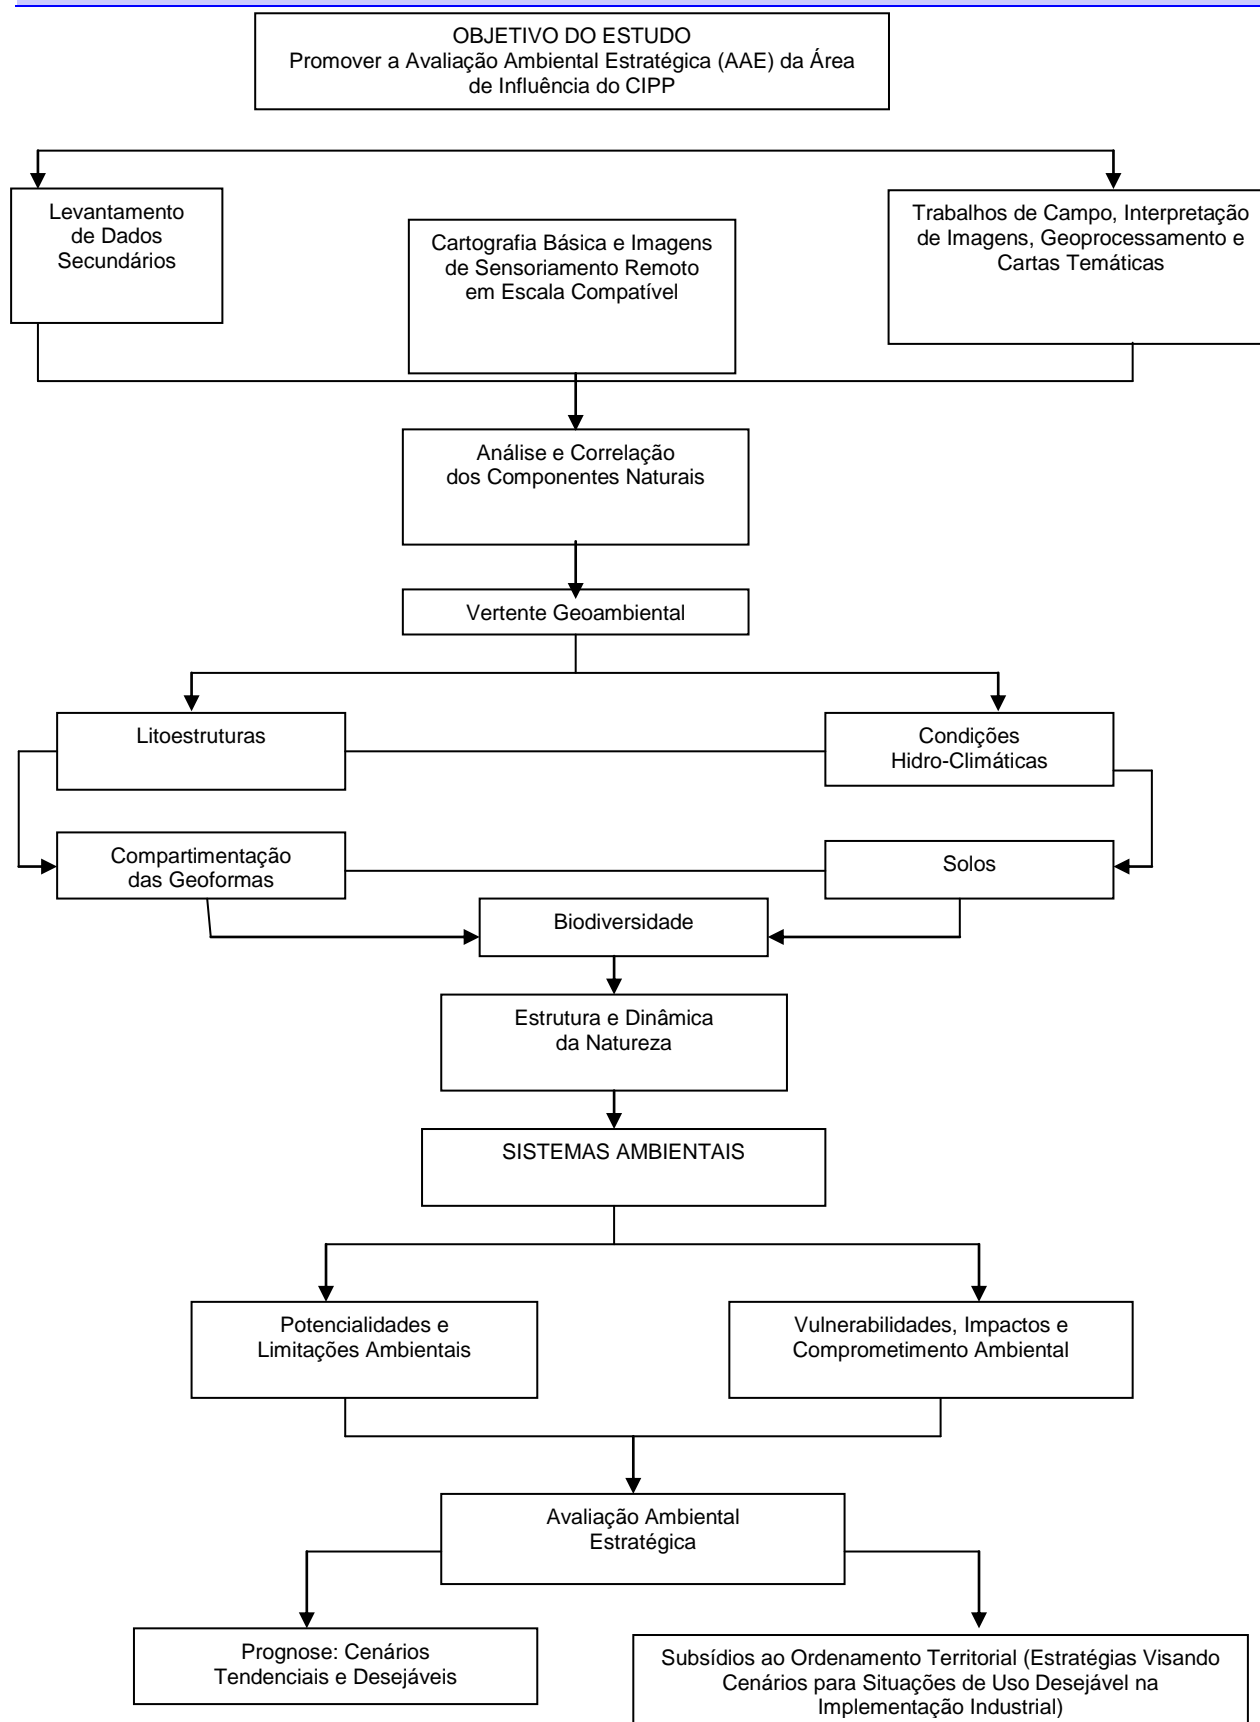 OBJETIVO DO ESTUDO
Promover a Avaliação Ambiental Estratégica (AAE) da Área
de Influência do CIPP
Levantamento
de Dados
Secundários
Cartografia Básica e Imagens
de Sensoriamento Remoto
em Escala Compatível
Trabalhos de Campo, Interpretação
de Imagens, Geoprocessamento e
Cartas Temáticas
Análise e Correlação
dos Componentes Naturais
Vertente Geoambiental
Litoestruturas
Condições
Hidro-Climáticas
Compartimentação
das Geoformas
Solos
Biodiversidade
Estrutura e Dinâmica
da Natureza
SISTEMAS AMBIENTAIS
Potencialidades e
Limitações Ambientais
Vulnerabilidades, Impactos e
Comprometimento Ambiental
Avaliação Ambiental
Estratégica
Prognose: Cenários
Tendenciais e Desejáveis
Subsídios ao Ordenamento Territorial (Estratégias Visando
Cenários para Situações de Uso Desejável na
Implementação Industrial)